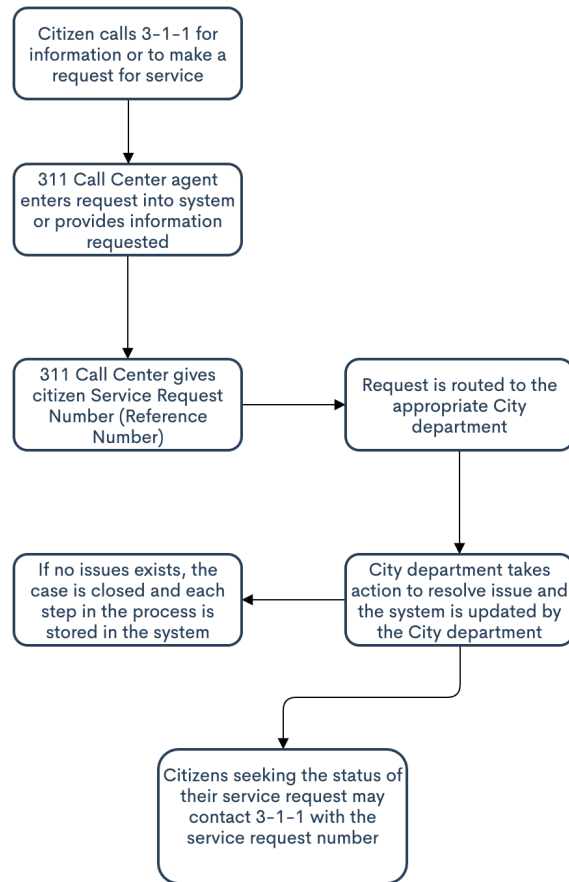 Citizen calls 3-1-1 for
information or to make a
request for service
311 Call Center agent
enters request into system
or provides information
requested
311 Call Center gives
citizen Service Request
Number (Reference
Number)
Request is routed to the
appropriate City
department
If no issues exists, the
case is closed and each
step in the process is
stored in the system
City department takes
action to resolve issue and
the system is updated by
the City department
Citizens seeking the status of
their service request may
contact 3-1-1 with the
service request number